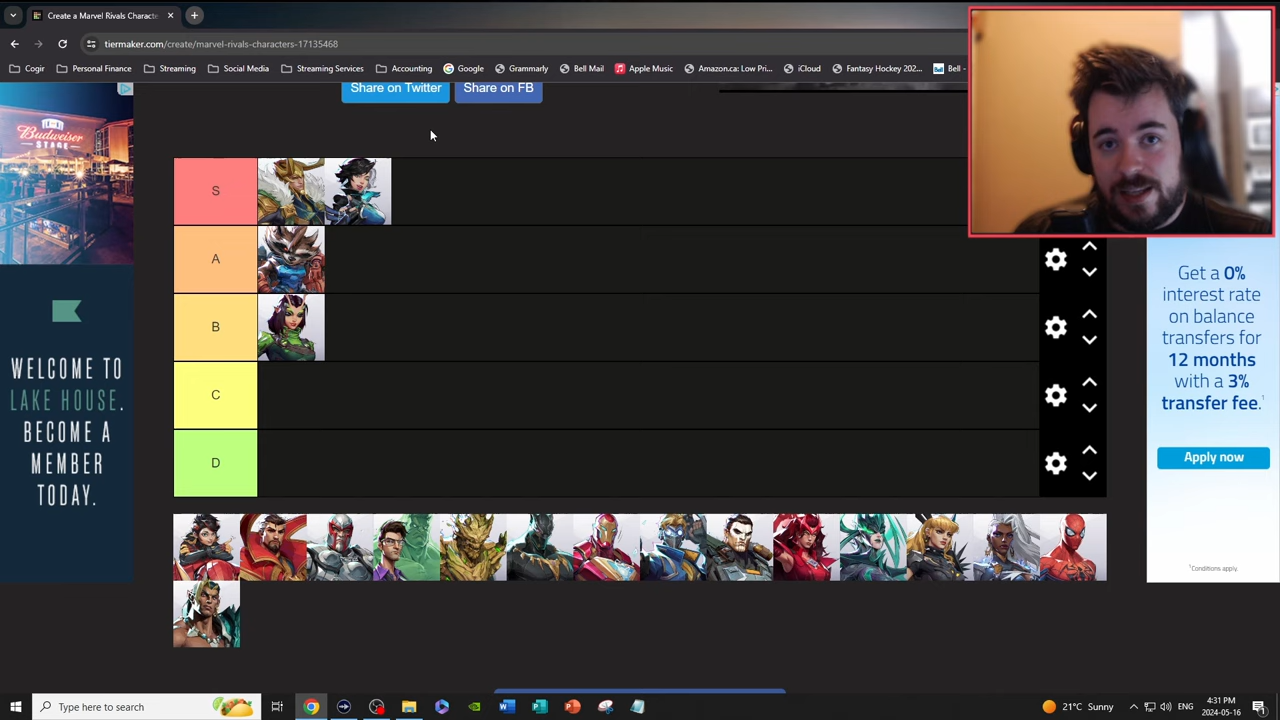 Create a Marvel Rivals Characte
tiermaker.com/create/marvel-rivals-characters-17135468
Cogir
Personal Finance
Streaming
Social Media
Streaming Services
Accounting
Google
Grammarly
Bell Mail
Apple Music
Amazon.ca: Low Pri...
iCloud
Fantasy Hockey 202...
Bell -
Share on Twitter
Share on FB
Budweiser
STAGE
S
A
B
C
D
WELCOME TO
LAKE HOUSE.
BECOME A
MEMBER
TODAY.
Get a 0%
interest rate
on balance
transfers for
12 months
with a 3%
transfer fee.¹
Apply now
¹Conditions apply.
Type here to search
21°C Sunny
ENG
4:31 PM
2024-05-16